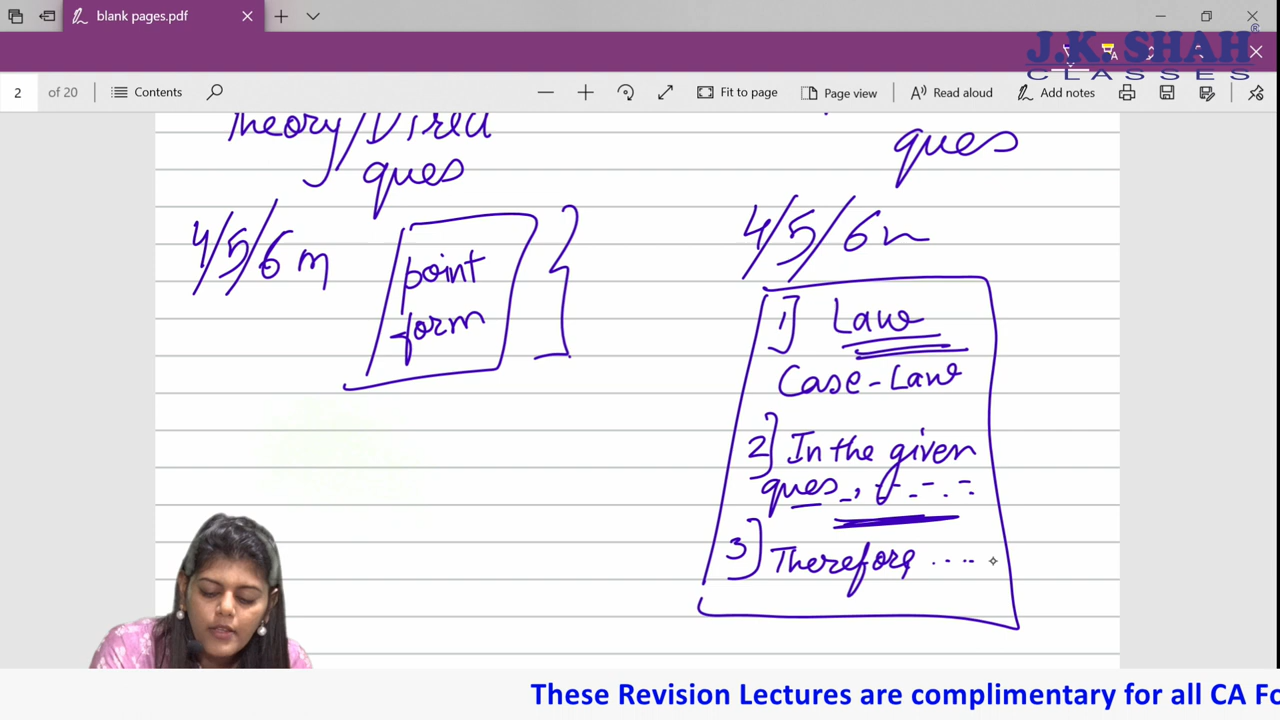 blank pages.pdf
J.K. SHAH®
CLASSES
2 of 20 Contents Fit to page Page view Read aloud Add notes
Theory/Direct
ques
4/5/6 m
point
form
ques
4/5/6m
1] Law
Case-Law
2] In the given
ques_,
3] Therefore ....
These Revision Lectures are complimentary for all CA Fo